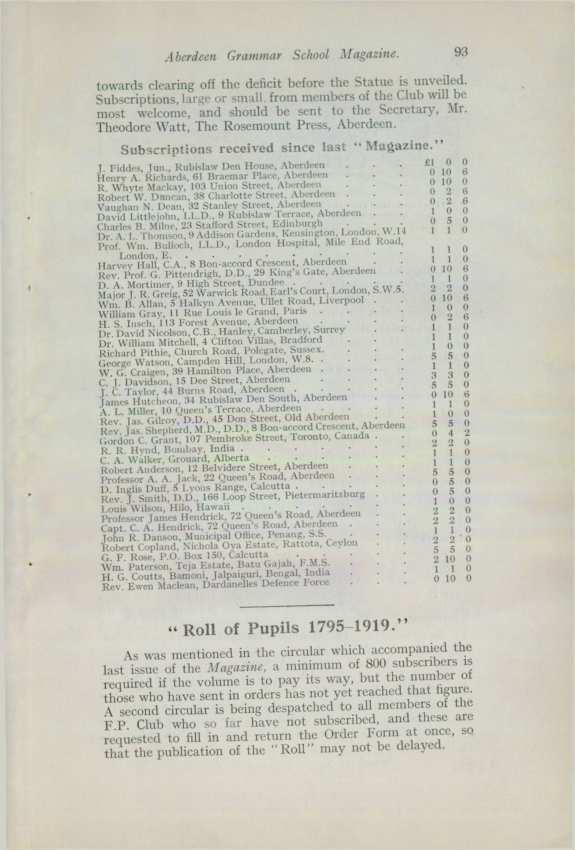 Aberdeen Grammar School Magazine. 93
towards clearing off the deficit before the Statue is unveiled.
Subscriptions, large or small, from members of the Club will be
most welcome, and should be sent to the Secretary, Mr.
Theodore Watt, The Rosemount Press, Aberdeen.
Subscriptions received since last "Magazine."
J. Fiddes, Jun., Rubislaw Den House, Aberdeen . . . £1 0 0
Henry A. Richards, 61 Braemar Place, Aberdeen . . . 0 10 6
R. Whyte Mackay, 103 Union Street, Aberdeen . . . 0 10 0
Robert W. Duncan, 38 Charlotte Street, Aberdeen . . . 0 2 6
Vaughan N. Dean, 32 Stanley Street, Aberdeen . . . 0 2 6
David Littlejohn, LL.D., 9 Rubislaw Terrace, Aberdeen . . 1 0 0
Charles B. Milne, 23 Stafford Street, Edinburgh . . . 0 5 0
Dr. A. L. Thomson, 9 Addison Gardens, Kensington, London, W.14 1 1 0
Prof. Wm. Bulloch, LL.D., London Hospital, Mile End Road,
London, E. . . . . . . . 1 1 0
Harvey Hall, C.A., 8 Bon-accord Crescent, Aberdeen . . 1 1 0
Rev. Prof. G. Pittendrigh, D.D., 29 King's Gate, Aberdeen . 0 10 6
D. A. Mortimer, 9 High Street, Dundee . . . . 1 1 0
Major J. R. Greig, 52 Warwick Road, Earl's Court, London, S.W.5. 2 2 0
Wm. B. Allan, 5 Halkyn Avenue, Ullet Road, Liverpool . . 0 10 6
William Gray, 11 Rue Louis le Grand, Paris . . . . 1 0 0
H. S. Insch, 113 Forest Avenue, Aberdeen . . . 0 2 6
Dr. David Nicolson, C.B., Hanley, Camberley, Surrey . . 1 1 0
Dr. William Mitchell, 4 Clifton Villas, Bradford . . . 1 1 0
Richard Pithie, Church Road, Polegate, Sussex. . . . 1 0 0
George Watson, Campden Hill, London, W.8. . . . . 5 5 0
W. G. Craigen, 39 Hamilton Place, Aberdeen . . . . 1 1 0
C. J. Davidson, 15 Dee Street, Aberdeen . . . 3 3 0
J. C. Taylor, 44 Burns Road, Aberdeen . . . . 5 5 0
James Hutcheon, 34 Rubislaw Den South, Aberdeen . . 0 10 6
A. L. Miller, 10 Queen's Terrace, Aberdeen . . . 1 1 0
Rev. Jas. Gilroy, D.D., 45 Don Street, Old Aberdeen . . 1 0 0
Rev. Jas. Shepherd, M.D., D.D., 8 Bon-accord Crescent, Aberdeen 5 5 0
Gordon C. Grant, 107 Pembroke Street, Toronto, Canada . . 0 4 2
R. R. Hynd, Bombay, India . . . . . . 2 2 0
C. A. Walker, Grouard, Alberta . . . . . 1 1 0
Robert Anderson, 12 Belvidere Street, Aberdeen . . . 1 1 0
Professor A. A. Jack, 22 Queen's Road, Aberdeen . . . 5 5 0
D. Inglis Duff, 5 Lyons Range, Calcutta . . . . 0 5 0
Rev. J. Smith, D.D., 166 Loop Street, Pietermaritzburg . . 0 5 0
Louis Wilson, Hilo, Hawaii . . . . . . 1 0 0
Professor James Hendrick, 72 Queen's Road, Aberdeen . . 2 2 0
Capt. C. A. Hendrick, 72 Queen's Road, Aberdeen . . . 2 2 0
John R. Danson, Municipal Office, Penang, S.S. . . . 1 1 0
Robert Copland, Nichola Oya Estate, Rattota, Ceylon . . 2 2 0
G. F. Rose, P.O. Box 150, Calcutta . . . . 5 5 0
Wm. Paterson, Teja Estate, Batu Gajah, F.M.S. . . . 2 10 0
H. G. Coutts, Bamoni, Jalpaiguri, Bengal, India . . . 1 1 0
Rev. Ewen Maclean, Dardanelles Defence Force . . . 0 10 0
"Roll of Pupils 1795–1919."
As was mentioned in the circular which accompanied the
last issue of the Magazine, a minimum of 800 subscribers is
required if the volume is to pay its way, but the number of
those who have sent in orders has not yet reached that figure.
A second circular is being despatched to all members of the
F.P. Club who so far have not subscribed, and these are
requested to fill in and return the Order Form at once, so
that the publication of the "Roll" may not be delayed.